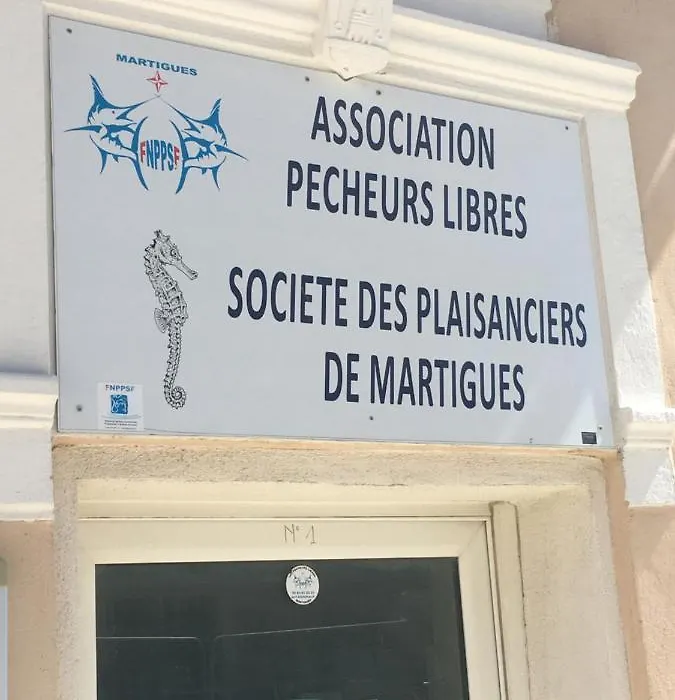 MARTIGUES
FNPPSF
ASSOCIATION
PECHEURS LIBRES
SOCIETE DES PLAISANCIERS
DE MARTIGUES
FNPPSF
N° 1